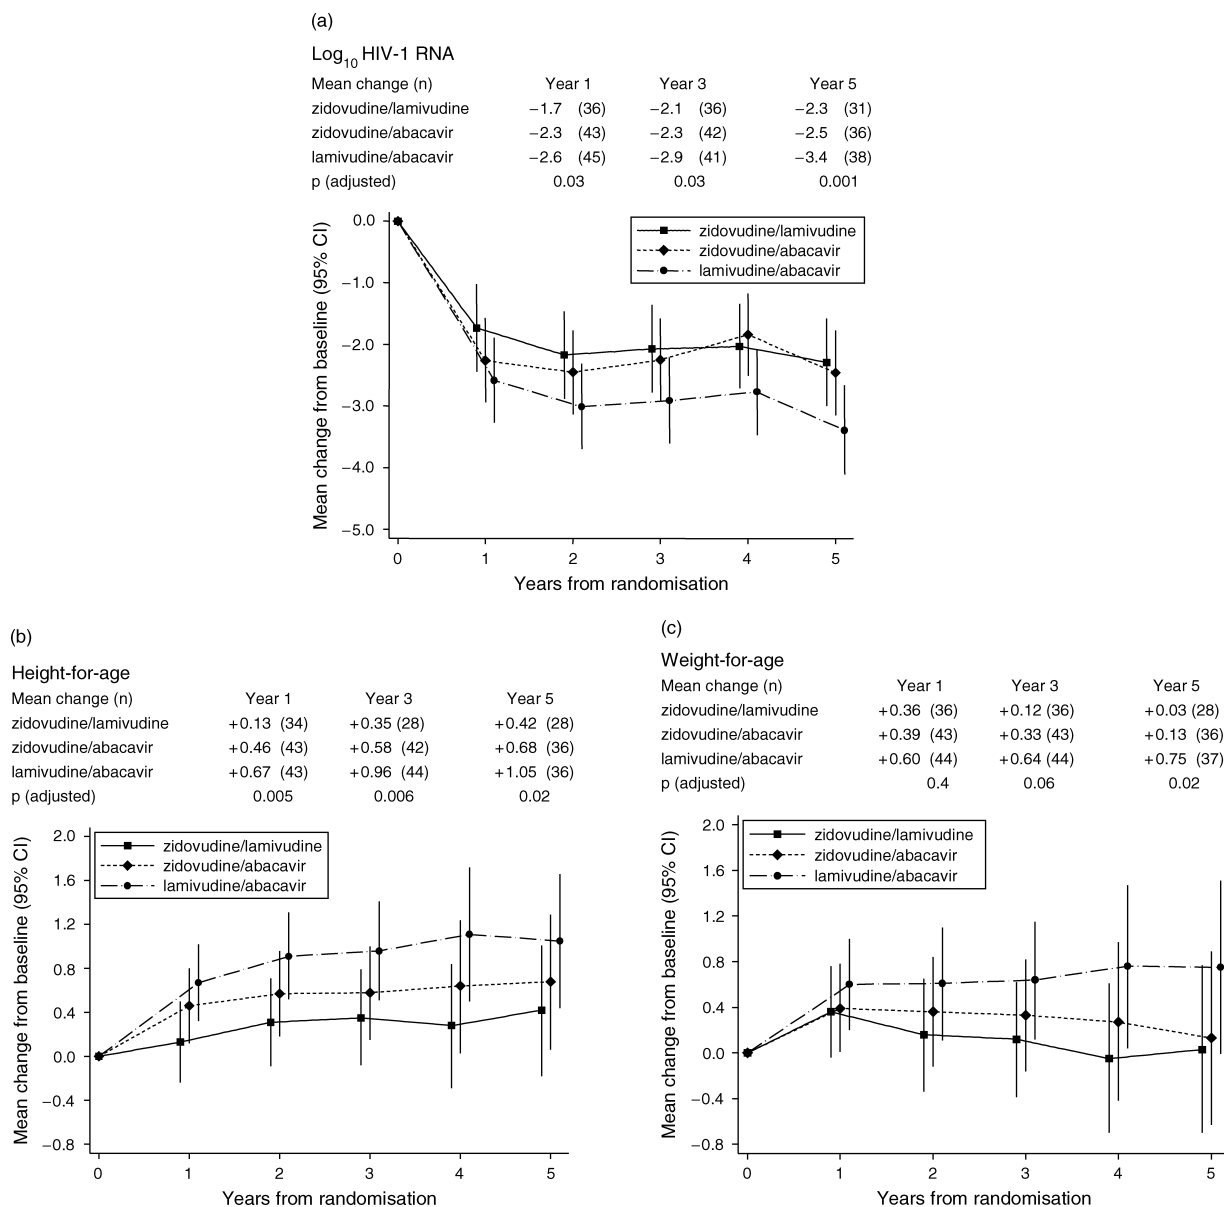 (a)
Log10 HIV-1 RNA
Mean change (n) Year 1 Year 3 Year 5
zidovudine/lamivudine −1.7 (36) −2.1 (36) −2.3 (31)
zidovudine/abacavir −2.3 (43) −2.3 (42) −2.5 (36)
lamivudine/abacavir −2.6 (45) −2.9 (41) −3.4 (38)
p (adjusted) 0.03 0.03 0.001
Mean change from baseline (95% CI)
0.0
−1.0
−2.0
−3.0
−4.0
−5.0
zidovudine/lamivudine
zidovudine/abacavir
lamivudine/abacavir
0 1 2 3 4 5
Years from randomisation
(b)
Height-for-age
Mean change (n) Year 1 Year 3 Year 5
zidovudine/lamivudine +0.13 (34) +0.35 (28) +0.42 (28)
zidovudine/abacavir +0.46 (43) +0.58 (42) +0.68 (36)
lamivudine/abacavir +0.67 (43) +0.96 (44) +1.05 (36)
p (adjusted) 0.005 0.006 0.02
Mean change from baseline (95% CI)
2.0
1.6
1.2
0.8
0.4
0.0
−0.4
−0.8
zidovudine/lamivudine
zidovudine/abacavir
lamivudine/abacavir
0 1 2 3 4 5
Years from randomisation
(c)
Weight-for-age
Mean change (n) Year 1 Year 3 Year 5
zidovudine/lamivudine +0.36 (36) +0.12 (36) +0.03 (28)
zidovudine/abacavir +0.39 (43) +0.33 (43) +0.13 (36)
lamivudine/abacavir +0.60 (44) +0.64 (44) +0.75 (37)
p (adjusted) 0.4 0.06 0.02
Mean change from baseline (95% CI)
2.0
1.6
1.2
0.8
0.4
0.0
−0.4
−0.8
zidovudine/lamivudine
zidovudine/abacavir
lamivudine/abacavir
0 1 2 3 4 5
Years from randomisation